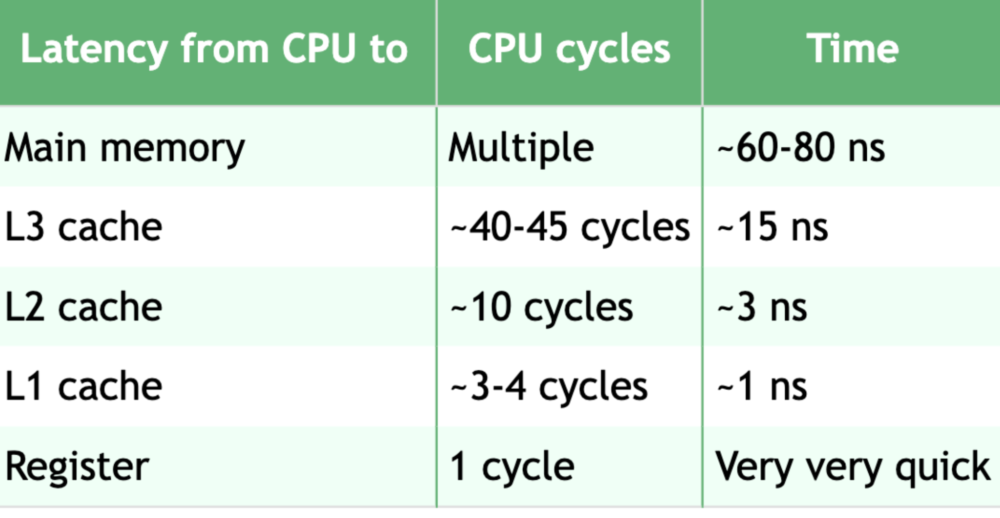 Latency from CPU to CPU cycles Time
Main memory Multiple ~60-80 ns
L3 cache ~40-45 cycles ~15 ns
L2 cache ~10 cycles ~3 ns
L1 cache ~3-4 cycles ~1 ns
Register 1 cycle Very very quick